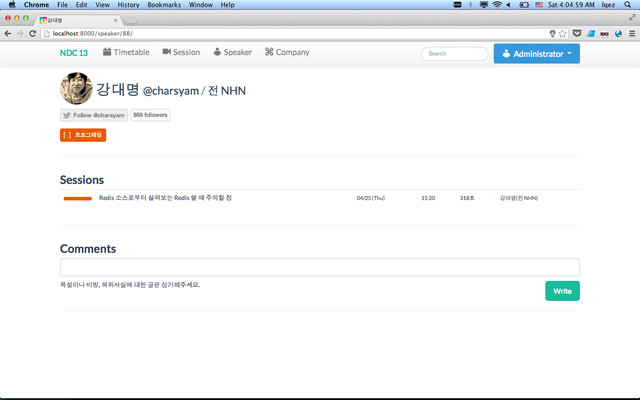 Chrome File Edit View History Bookmarks Window Help
Sat 4:04:59 AM lqez
강대명
localhost:8000/speaker/88/
NDC 13 Timetable Session Speaker Company
Search
Administrator
강대명 @charsyam / 전 NHN
Follow @charsyam 868 followers
[ ] 프로그래밍
Sessions
Redis 소스로부터 살펴보는 Redis 쓸 때 주의할 점 04/25 (Thu) 15:20 318호 강대명(전 NHN)
Comments
욕설이나 비방, 허위사실에 대한 글은 삼가해주세요.
Write